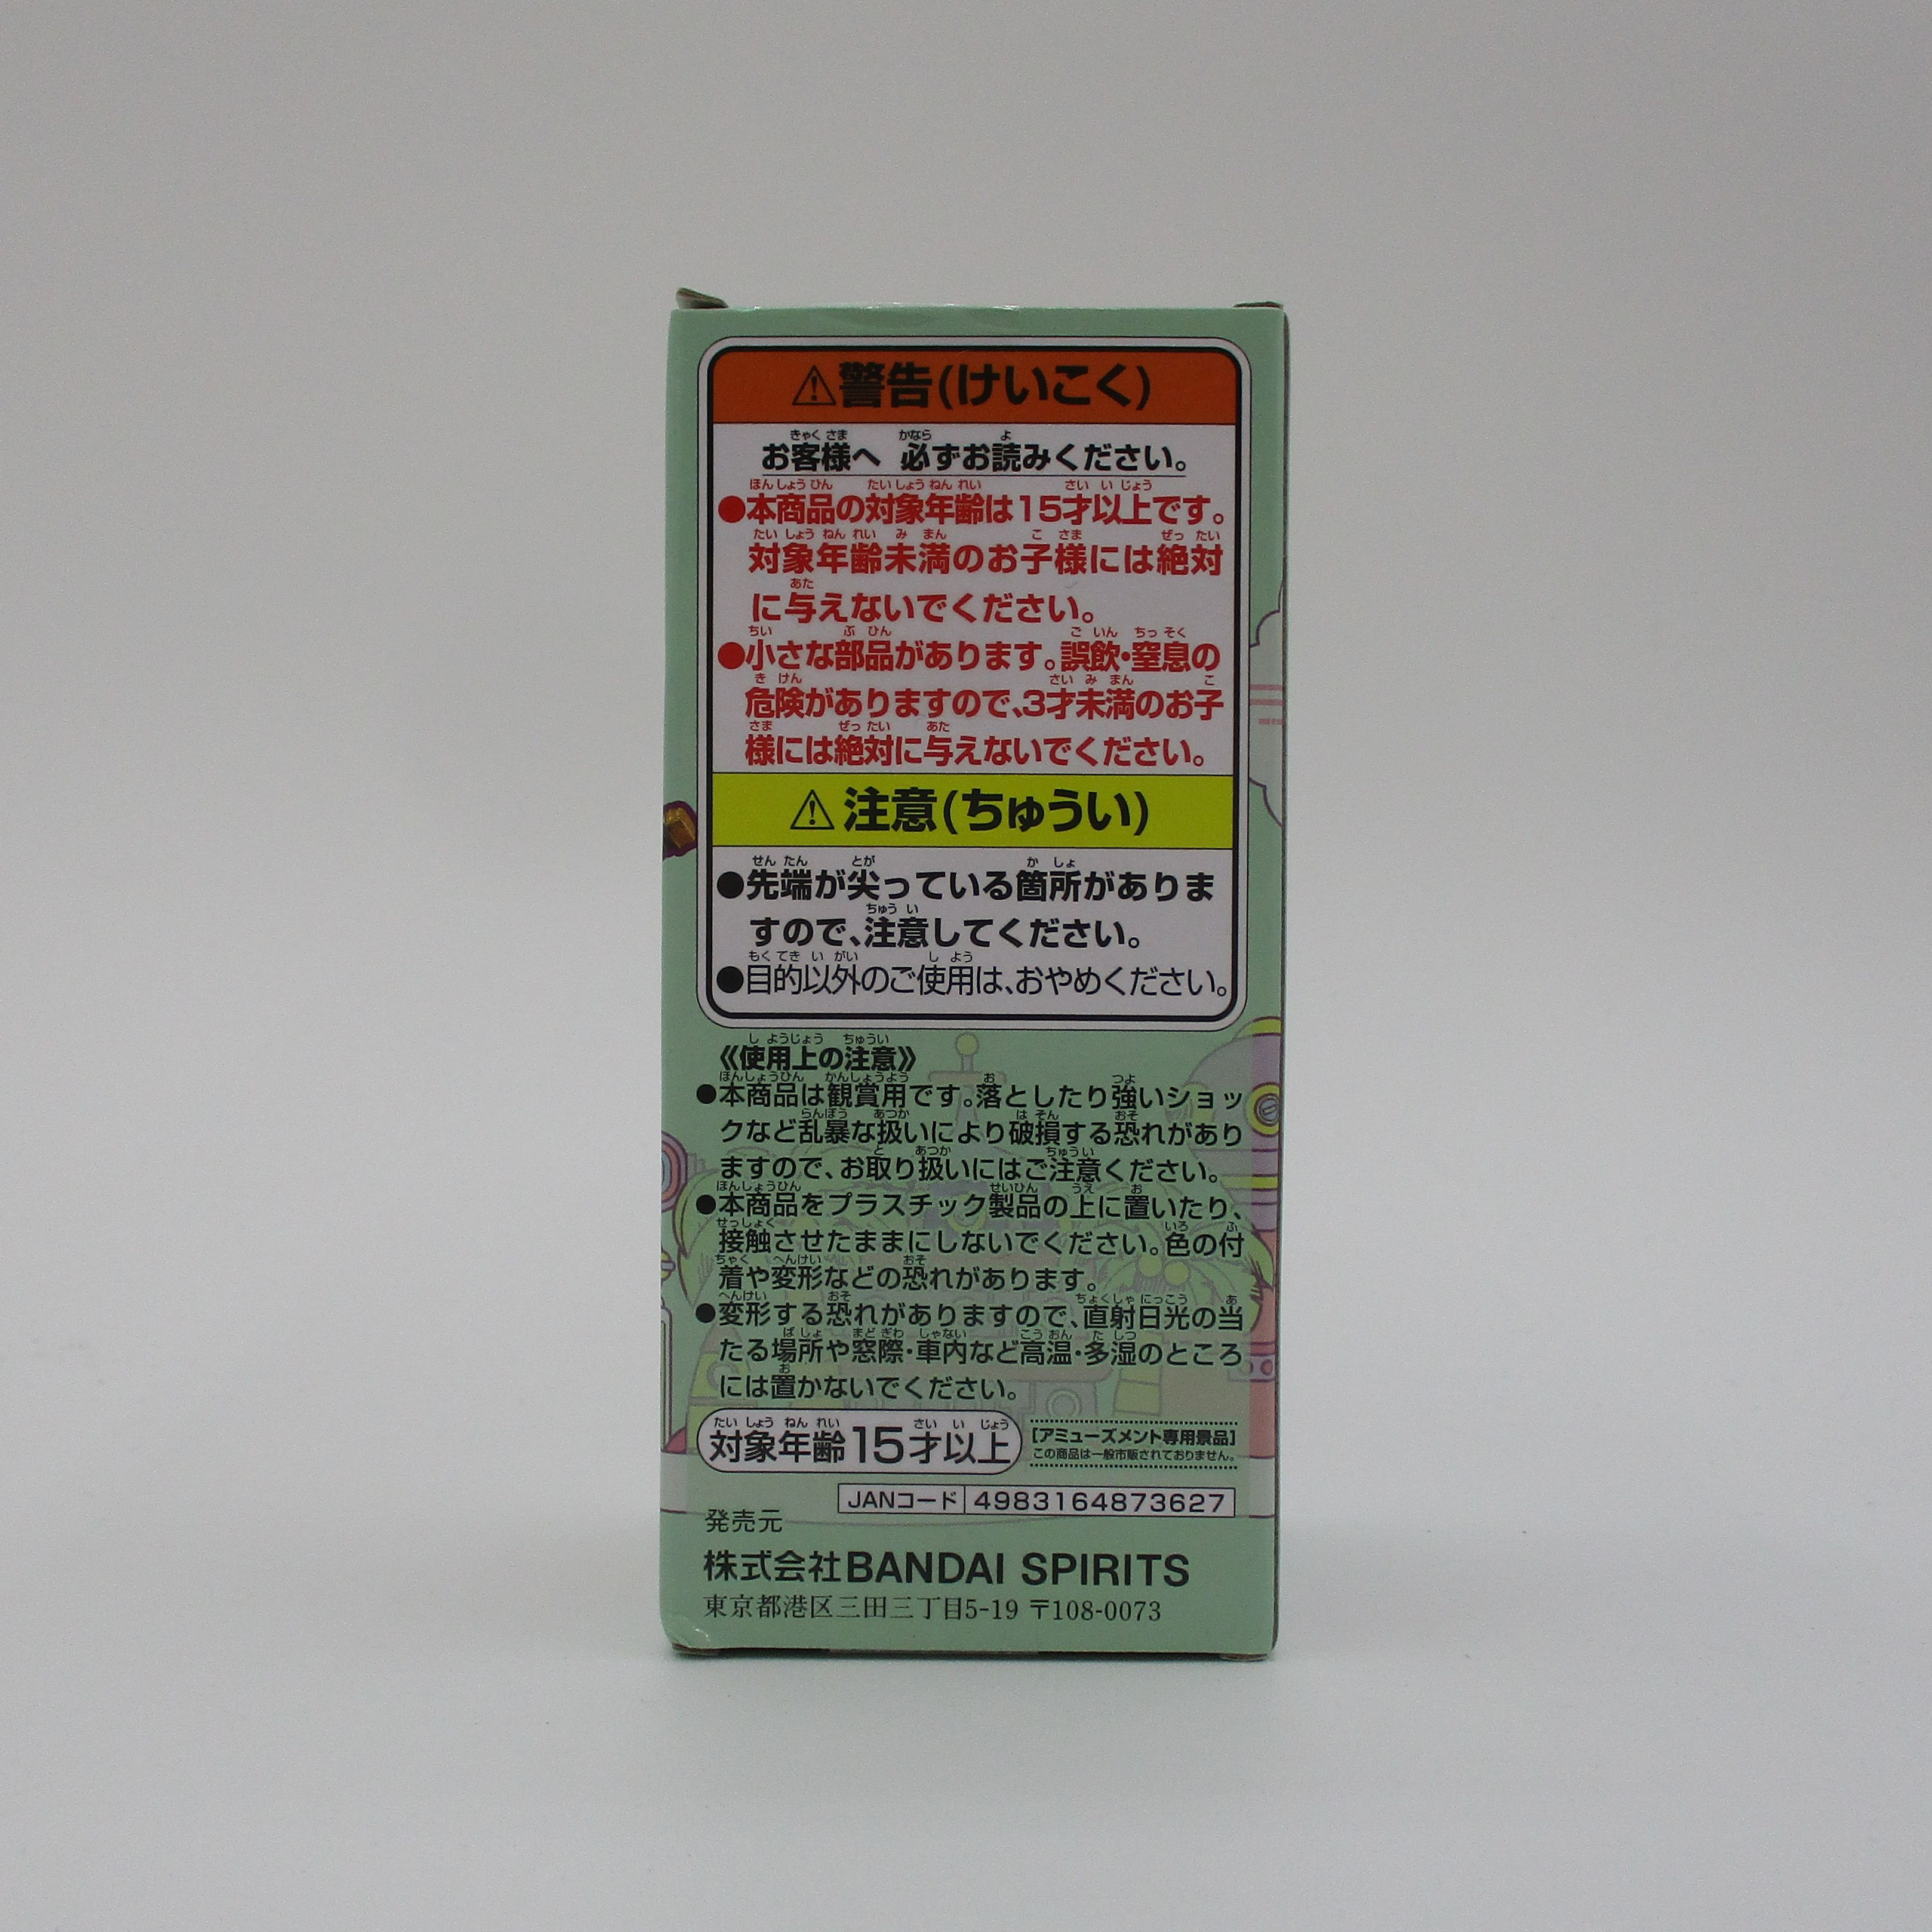 ⚠警告(けいこく)
お客様へ 必ずお読みください。
●本商品の対象年齢は15才以上です。
対象年齢未満のお子様には絶対
に与えないでください。
●小さな部品があります。誤飲・窒息の
危険がありますので、3才未満のお子
様には絶対に与えないでください。
⚠注意(ちゅうい)
●先端が尖っている箇所がありま
すので、注意してください。
●目的以外のご使用は、おやめください。
《使用上の注意》
●本商品は観賞用です。落としたり強いショッ
クなど乱暴な扱いにより破損する恐れがあり
ますので、お取り扱いにはご注意ください。
●本商品をプラスチック製品の上に置いたり、
接触させたままにしないでください。色の付
着や変形などの恐れがあります。
●変形する恐れがありますので、直射日光の当
たる場所や窓際・車内など高温・多湿のところ
には置かないでください。
対象年齢15才以上
[アミューズメント専用景品]
この商品は一般市販されておりません。
JANコード 4983164873627
発売元
株式会社BANDAI SPIRITS
東京都港区三田三丁目5-19 〒108-0073